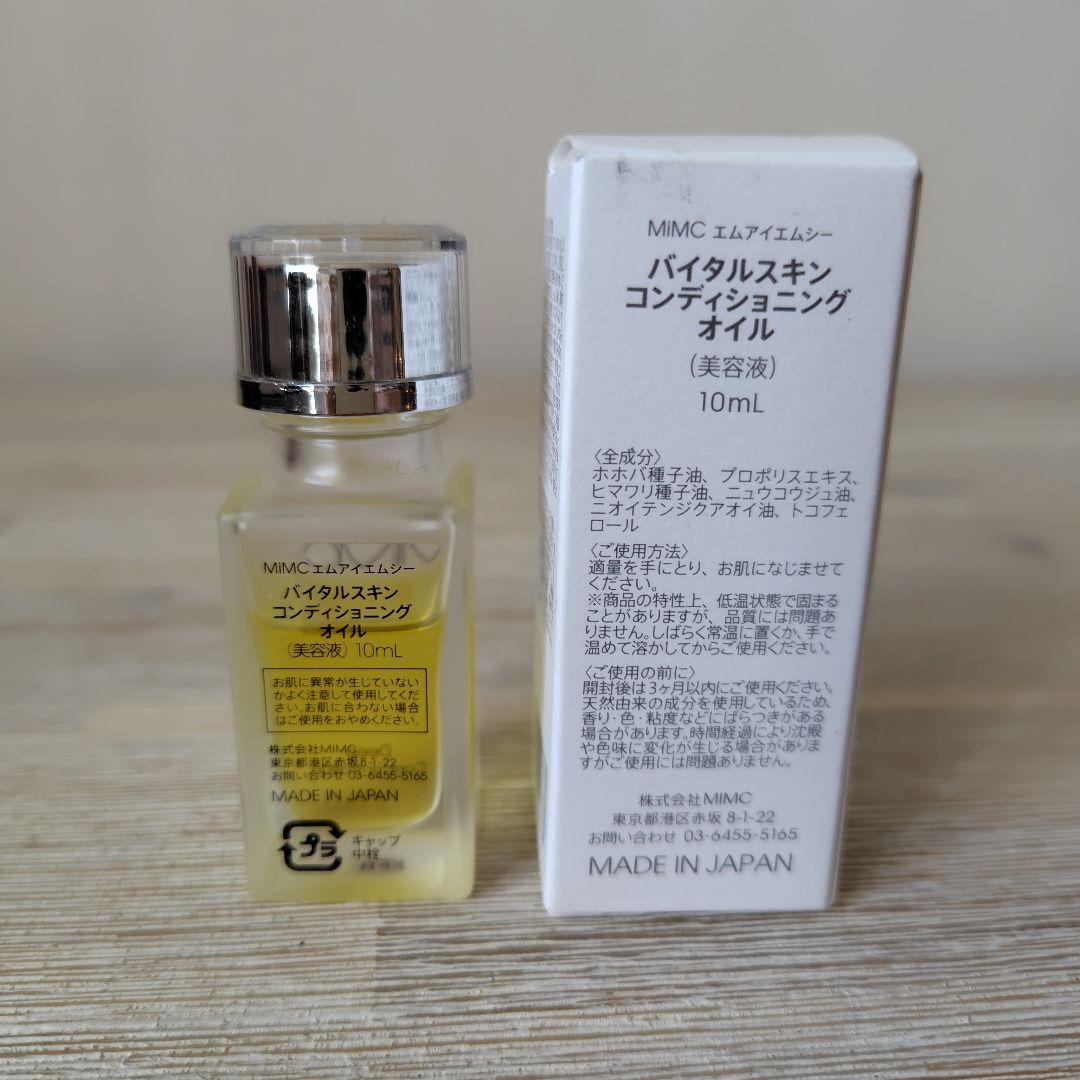 MiMC エムアイエムシー
バイタルスキン
コンディショニング
オイル
(美容液) 10mL
お肌に異常が生じていない
かよく注意して使用してくだ
さい。お肌に合わない場合
はご使用をおやめください。
株式会社MIMC
東京都港区赤坂8-1-22
お問い合わせ 03-6455-5165
MADE IN JAPAN
プラ
キャップ
中栓
MiMC エムアイエムシー
バイタルスキン
コンディショニング
オイル
(美容液)
10mL
〈全成分〉
ホホバ種子油、プロポリスエキス、
ヒマワリ種子油、ニュウコウジュ油、
ニオイテンジクアオイ油、トコフェ
ロール
〈ご使用方法〉
適量を手にとり、お肌になじませて
ください。
※商品の特性上、低温状態で固まる
ことがありますが、品質には問題あ
りません。しばらく常温に置くか、手で
温めて溶かしてからご使用ください。
〈ご使用の前に〉
開封後は3ヶ月以内にご使用ください。
天然由来の成分を使用しているため、
香り・色・粘度などにばらつきがある
場合があります。時間経過により沈殿
や色味に変化が生じる場合がありま
すがご使用には問題ありません。
株式会社MIMC
東京都港区赤坂 8-1-22
お問い合わせ 03-6455-5165
MADE IN JAPAN